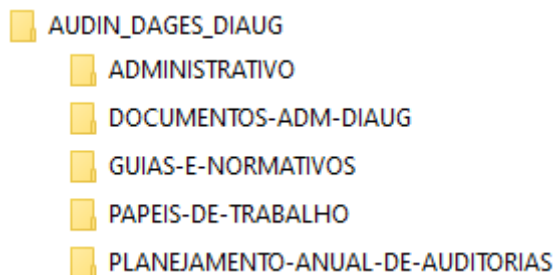 AUDIN_DAGES_DIAUG
ADMINISTRATIVO
DOCUMENTOS-ADM-DIAUG
GUIAS-E-NORMATIVOS
PAPEIS-DE-TRABALHO
PLANEJAMENTO-ANUAL-DE-AUDITORIAS